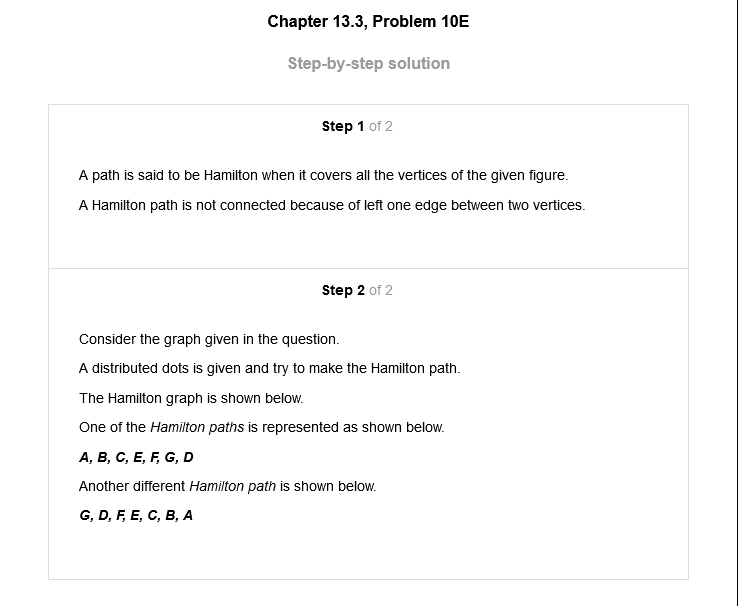 Chapter 13.3, Problem 10E
Step-by-step solution
Step 1 of 2
A path is said to be Hamilton when it covers all the vertices of the given figure.
A Hamilton path is not connected because of left one edge between two vertices.
Step 2 of 2
Consider the graph given in the question.
A distributed dots is given and try to make the Hamilton path.
The Hamilton graph is shown below.
One of the Hamilton paths is represented as shown below.
A, B, C, E, F, G, D
Another different Hamilton path is shown below.
G, D, F, E, C, B, A